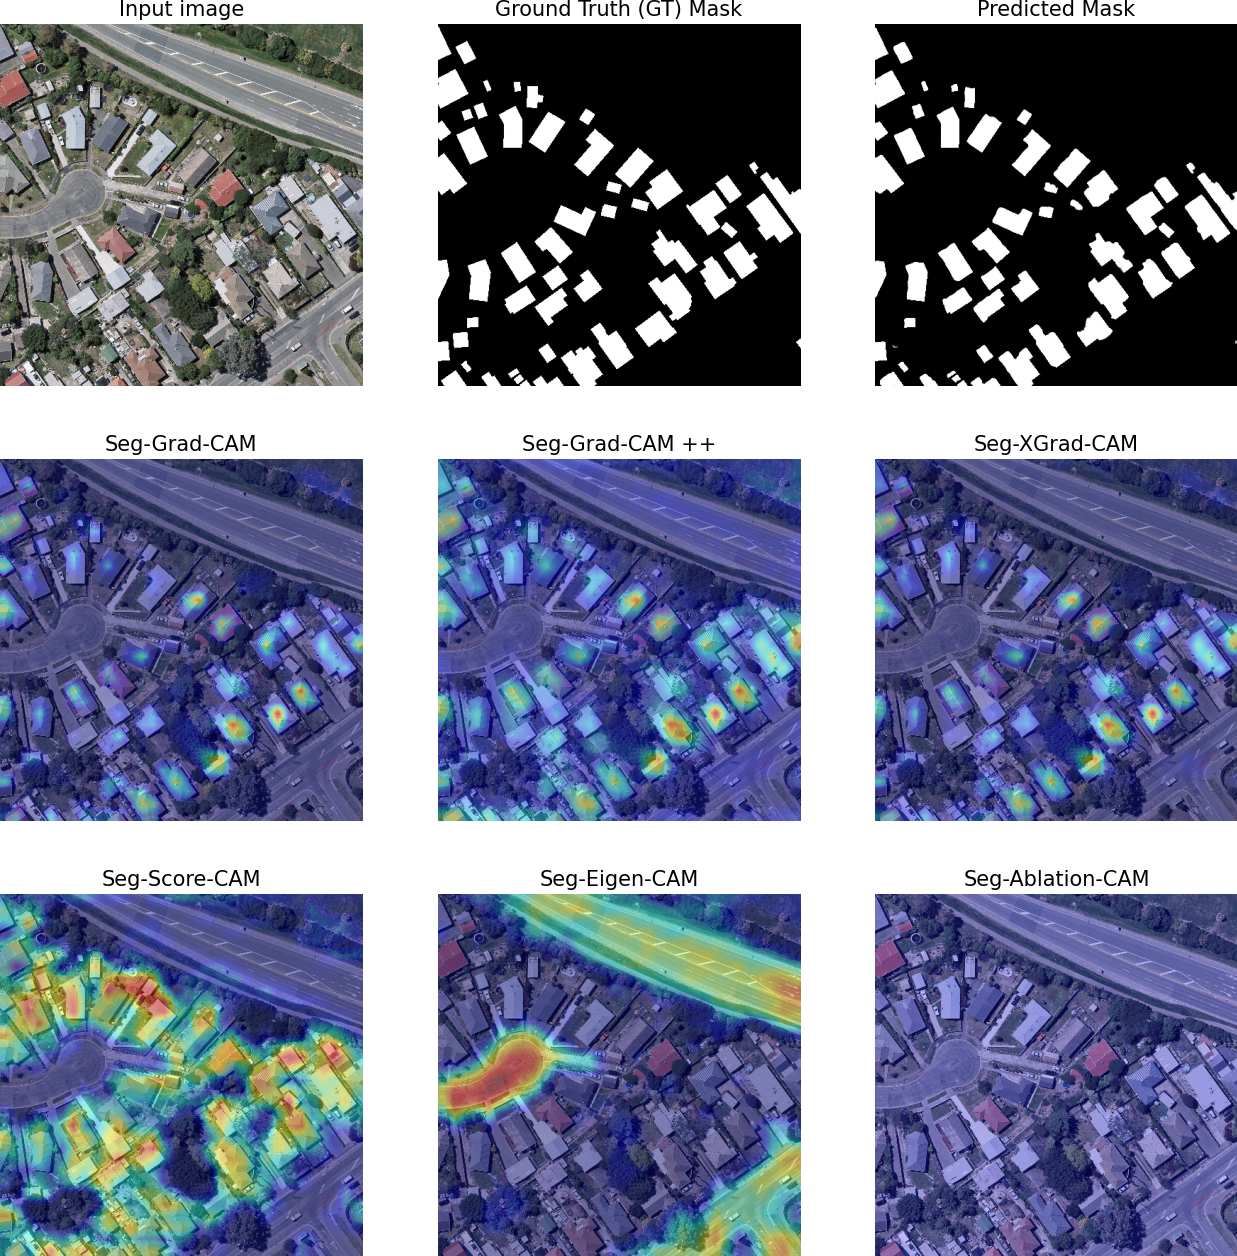 Input image
Ground Truth (GT) Mask
Predicted Mask
Seg-Grad-CAM
Seg-Grad-CAM ++
Seg-XGrad-CAM
Seg-Score-CAM
Seg-Eigen-CAM
Seg-Ablation-CAM